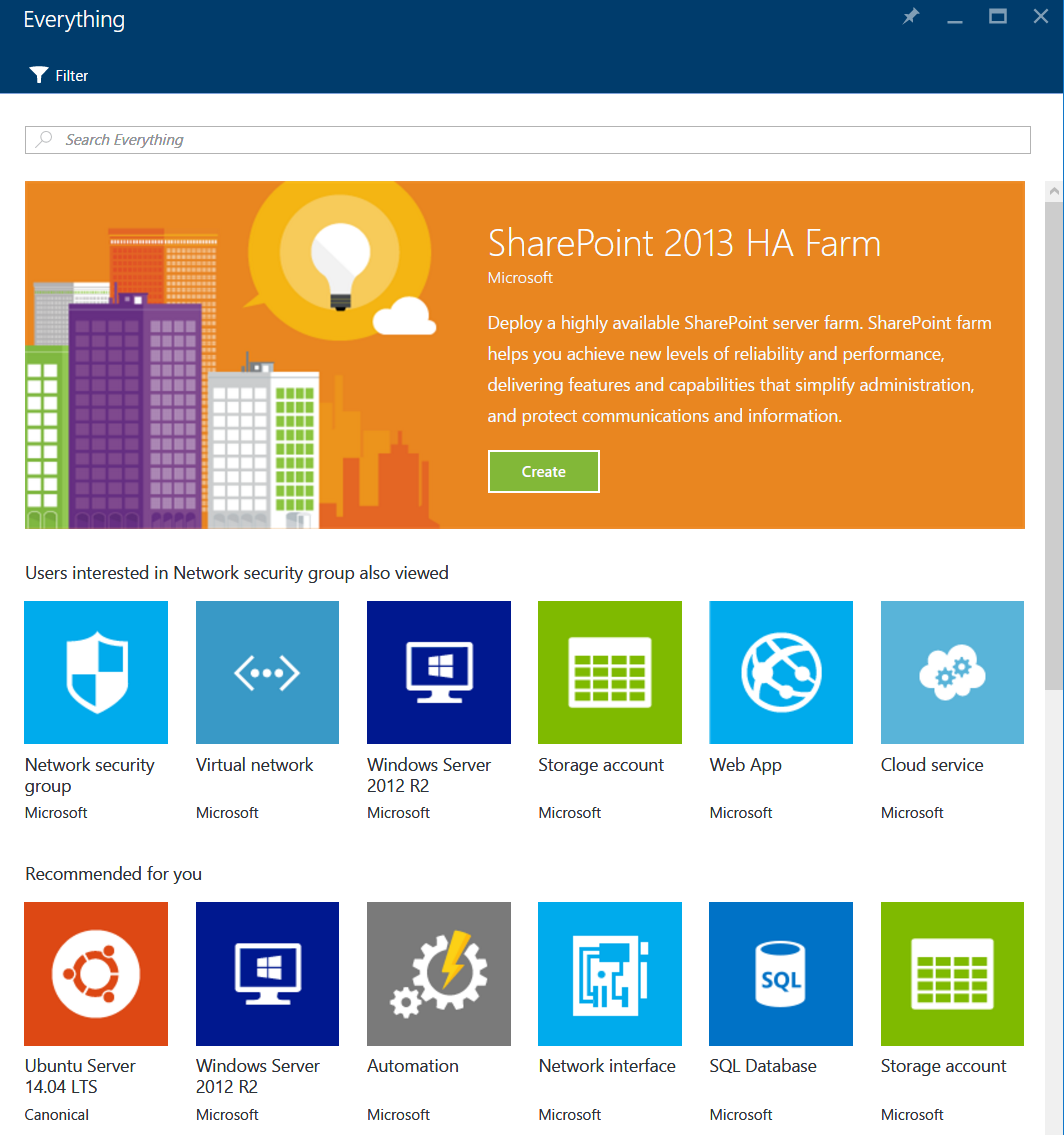 Everything
Filter
Search Everything
SharePoint 2013 HA Farm
Microsoft
Deploy a highly available SharePoint server farm. SharePoint farm
helps you achieve new levels of reliability and performance,
delivering features and capabilities that simplify administration,
and protect communications and information.
Create
Users interested in Network security group also viewed
Network security
group
Microsoft
Virtual network
Microsoft
Windows Server
2012 R2
Microsoft
Storage account
Microsoft
Web App
Microsoft
Cloud service
Microsoft
Recommended for you
Ubuntu Server
14.04 LTS
Canonical
Windows Server
2012 R2
Microsoft
Automation
Microsoft
Network interface
Microsoft
SQL
SQL Database
Microsoft
Storage account
Microsoft